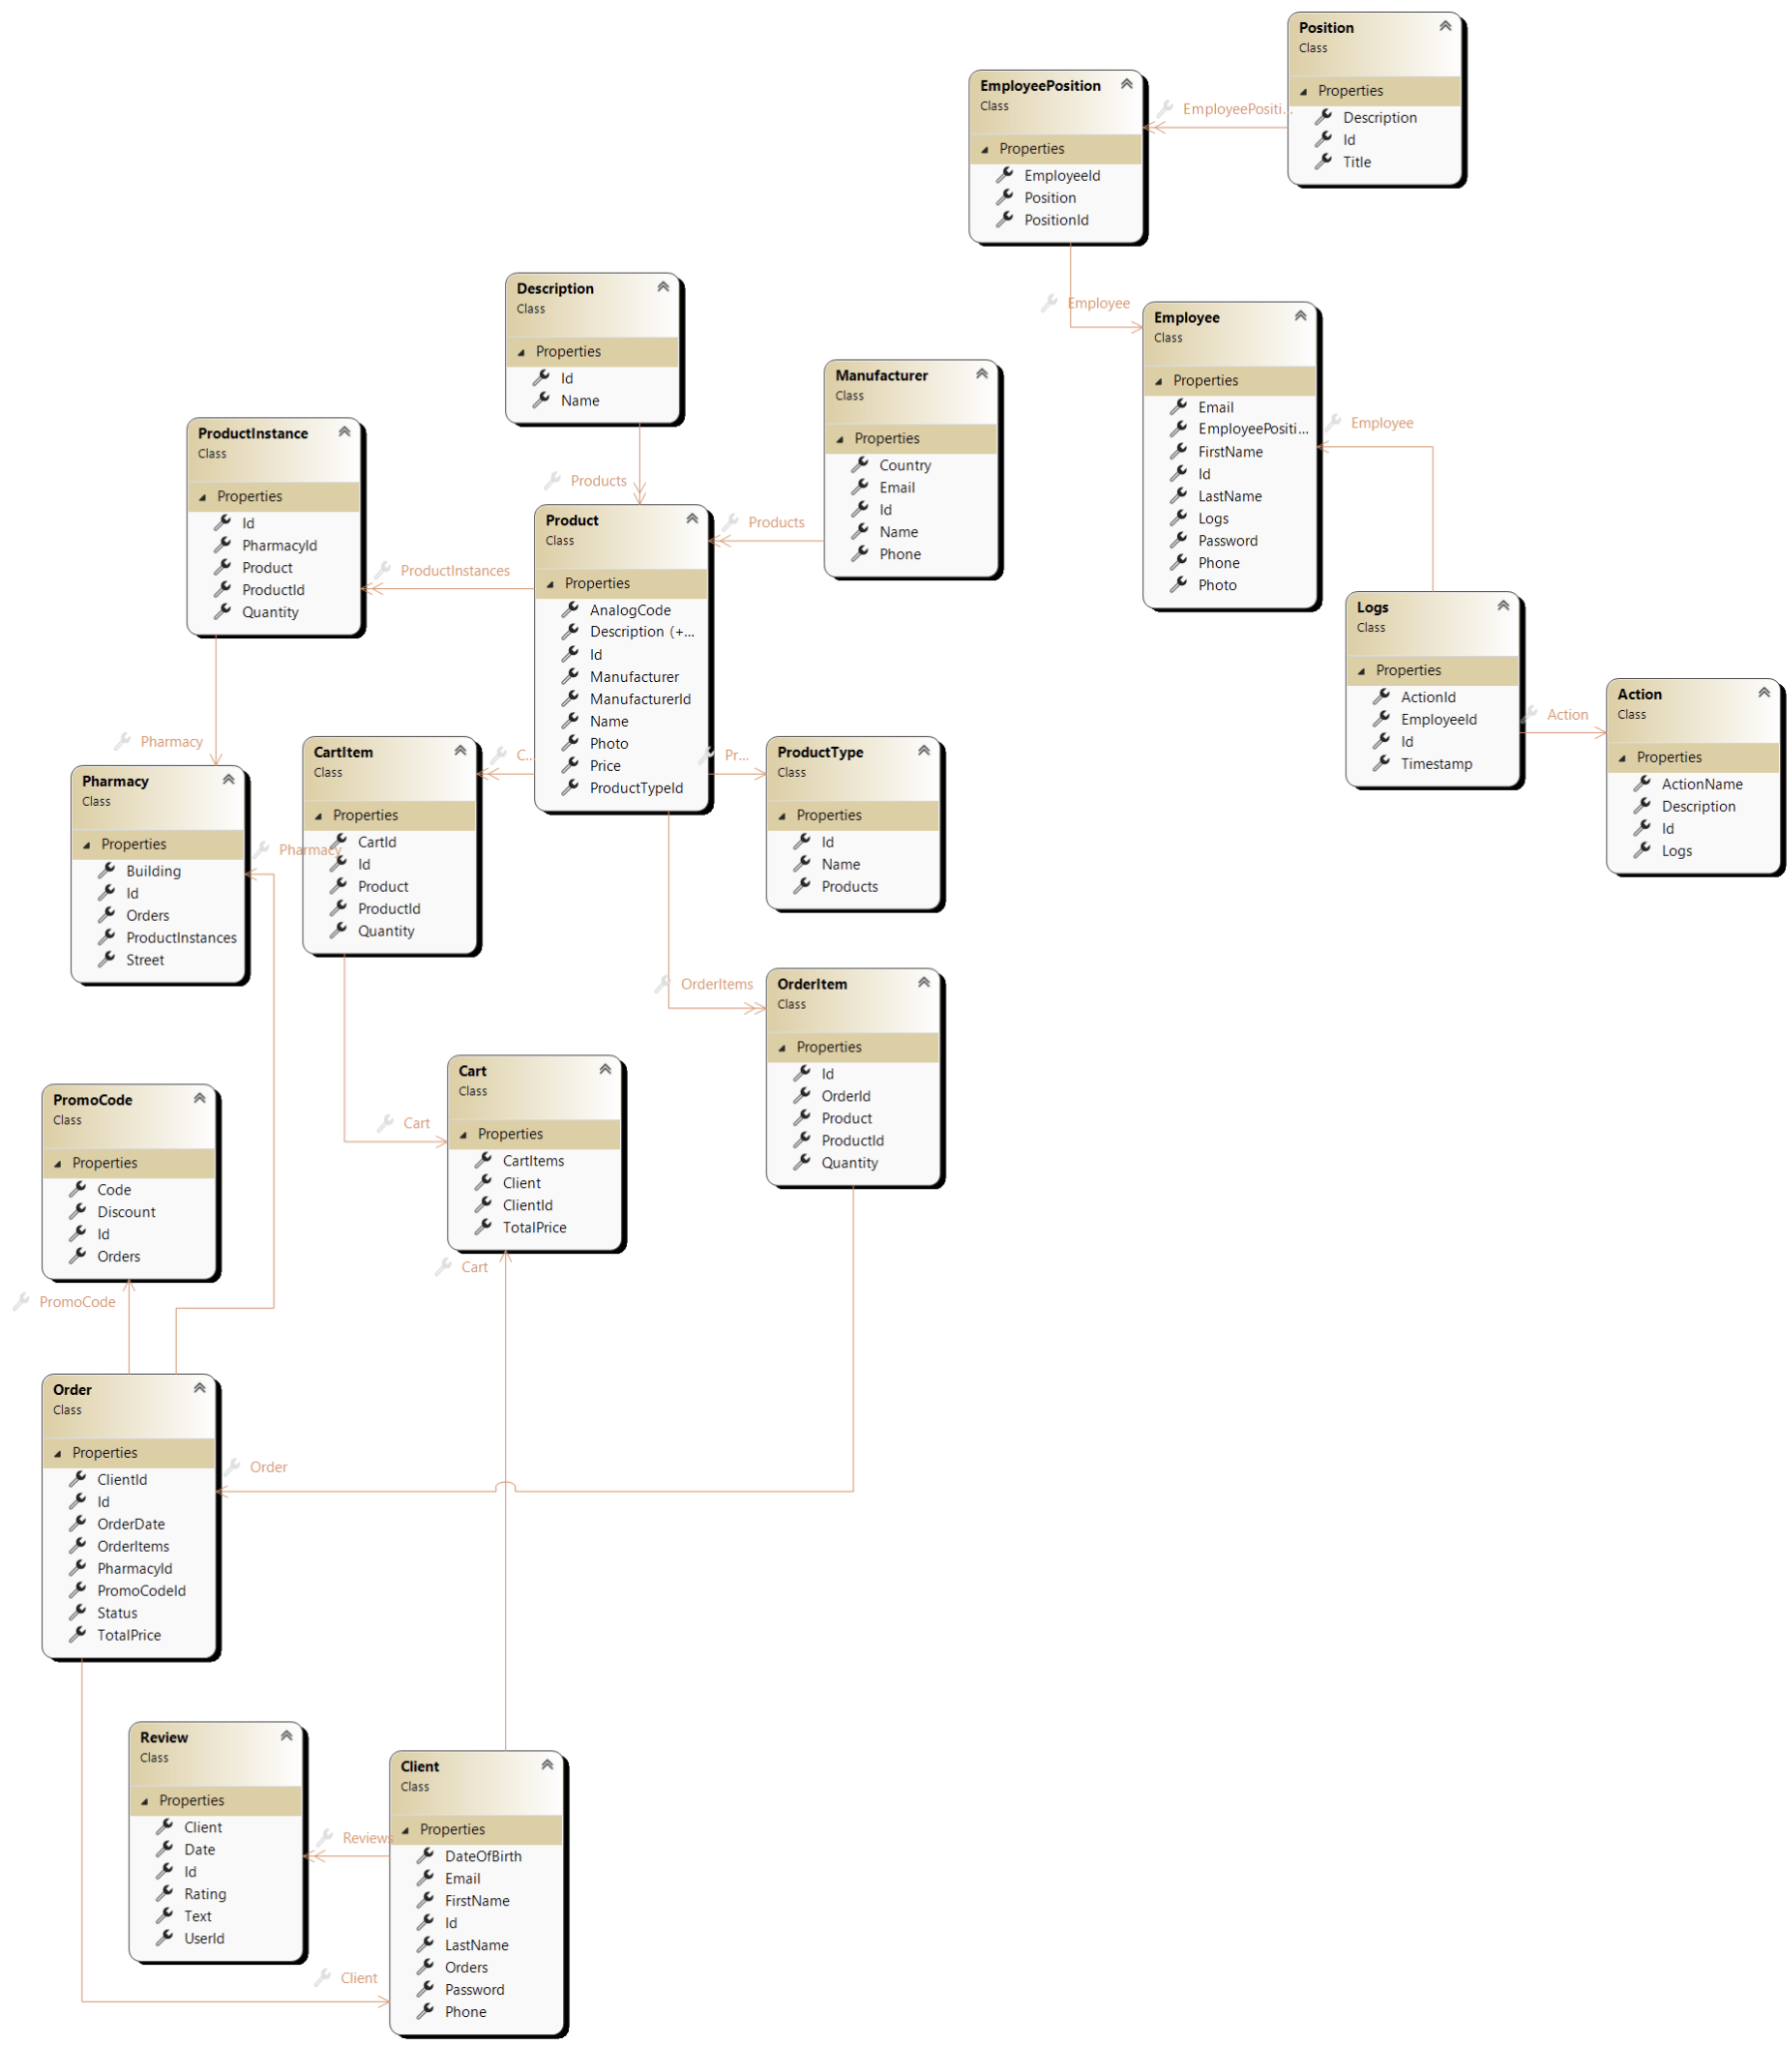 Position
Class
Properties
Description
Id
Title
EmployeePositi...
EmployeePosition
Class
Properties
EmployeeId
Position
PositionId
Employee
Employee
Class
Properties
Email
EmployeePositi...
FirstName
Id
LastName
Logs
Password
Phone
Photo
Employee
Logs
Class
Properties
ActionId
EmployeeId
Id
Timestamp
Action
Action
Class
Properties
ActionName
Description
Id
Logs
Description
Class
Properties
Id
Name
Products
Manufacturer
Class
Properties
Country
Email
Id
Name
Phone
Products
ProductInstance
Class
Properties
Id
PharmacyId
Product
ProductId
Quantity
ProductInstances
Product
Class
Properties
AnalogCode
Description (+...
Id
Manufacturer
ManufacturerId
Name
Photo
Price
ProductTypeId
Pharmacy
Pharmacy
Class
Properties
Building
Id
Orders
ProductInstances
Street
Pharmacy
CartItem
Class
Properties
CartId
Id
Product
ProductId
Quantity
C...
Pr...
ProductType
Class
Properties
Id
Name
Products
OrderItems
OrderItem
Class
Properties
Id
OrderId
Product
ProductId
Quantity
Cart
Cart
Class
Properties
CartItems
Client
ClientId
TotalPrice
Cart
PromoCode
Class
Properties
Code
Discount
Id
Orders
PromoCode
Order
Class
Properties
ClientId
Id
OrderDate
OrderItems
PharmacyId
PromoCodeId
Status
TotalPrice
Order
Review
Class
Properties
Client
Date
Id
Rating
Text
UserId
Reviews
Client
Client
Class
Properties
DateOfBirth
Email
FirstName
Id
LastName
Orders
Password
Phone